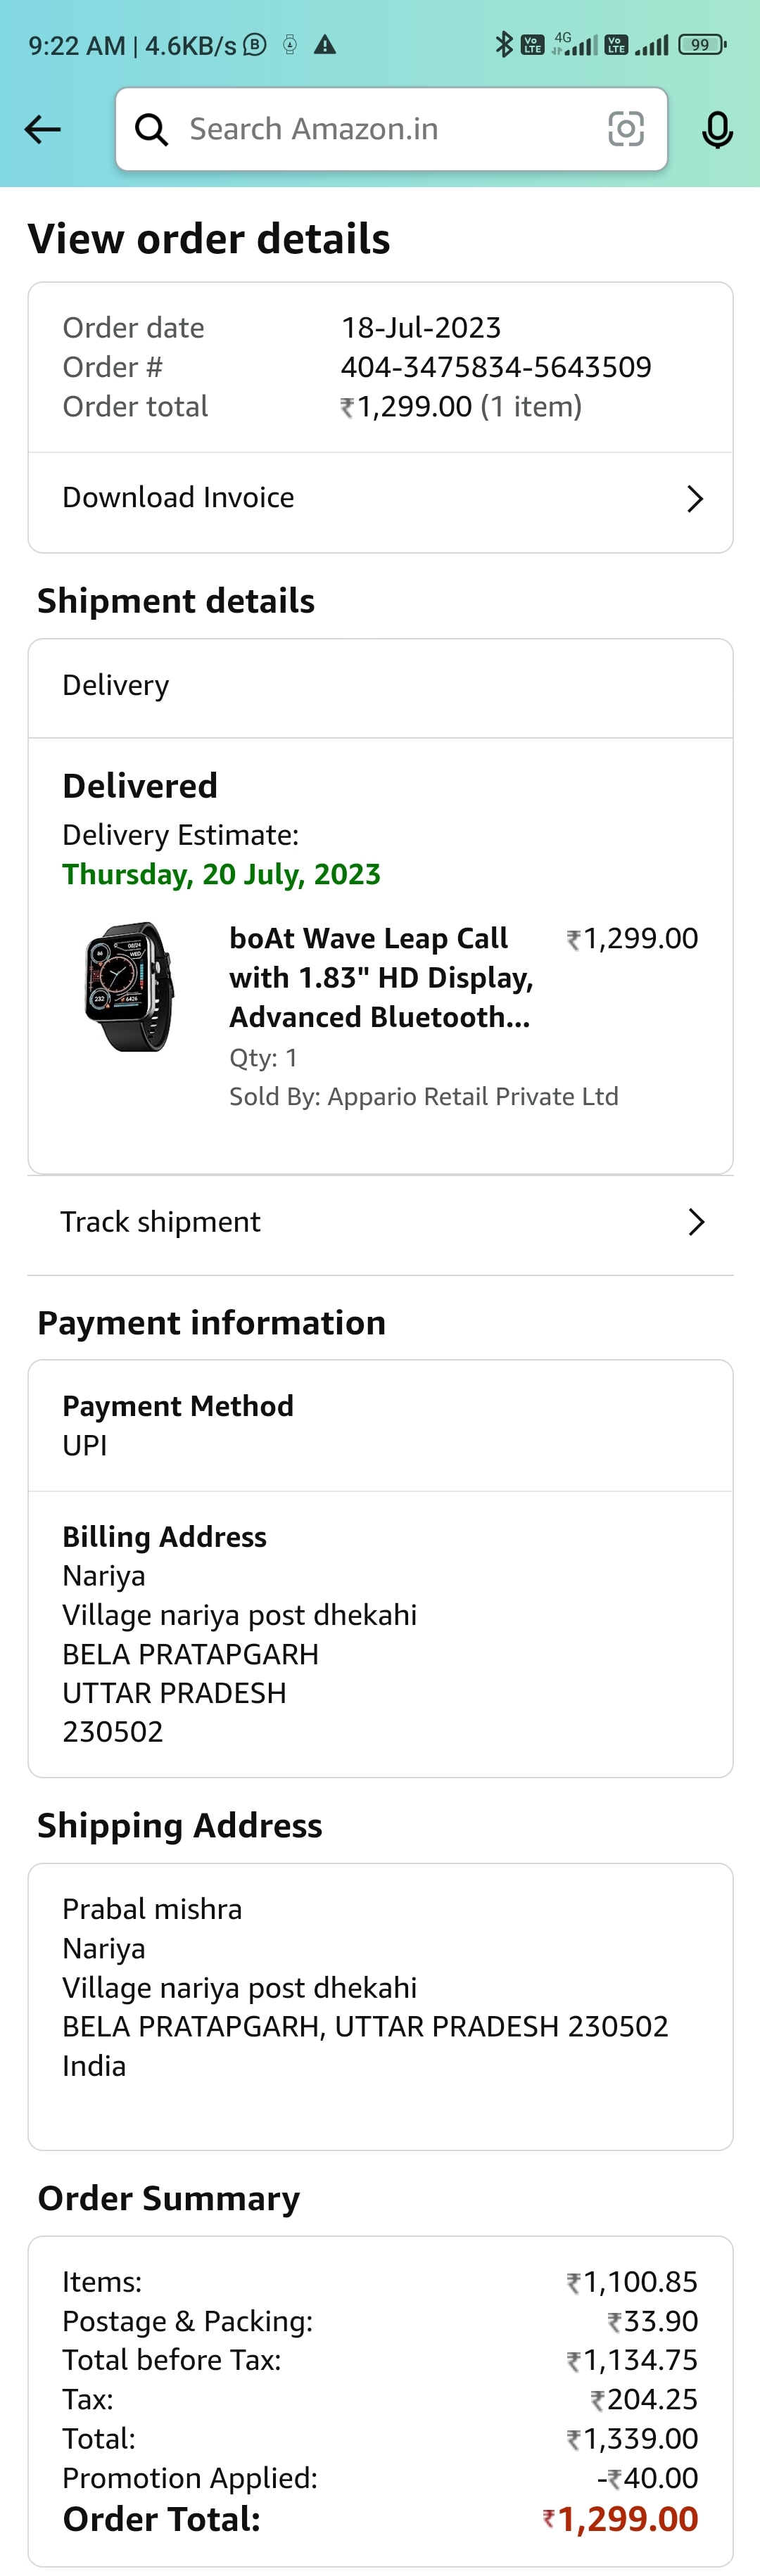 9:22 AM | 4.6KB/s
4G
99
Search Amazon.in
View order details
Order date 18-Jul-2023
Order # 404-3475834-5643509
Order total ₹1,299.00 (1 item)
Download Invoice
Shipment details
Delivery
Delivered
Delivery Estimate:
Thursday, 20 July, 2023
boAt Wave Leap Call ₹1,299.00
with 1.83" HD Display,
Advanced Bluetooth...
Qty: 1
Sold By: Appario Retail Private Ltd
Track shipment
Payment information
Payment Method
UPI
Billing Address
Nariya
Village nariya post dhekahi
BELA PRATAPGARH
UTTAR PRADESH
230502
Shipping Address
Prabal mishra
Nariya
Village nariya post dhekahi
BELA PRATAPGARH, UTTAR PRADESH 230502
India
Order Summary
Items: ₹1,100.85
Postage & Packing: ₹33.90
Total before Tax: ₹1,134.75
Tax: ₹204.25
Total: ₹1,339.00
Promotion Applied: -₹40.00
Order Total: ₹1,299.00